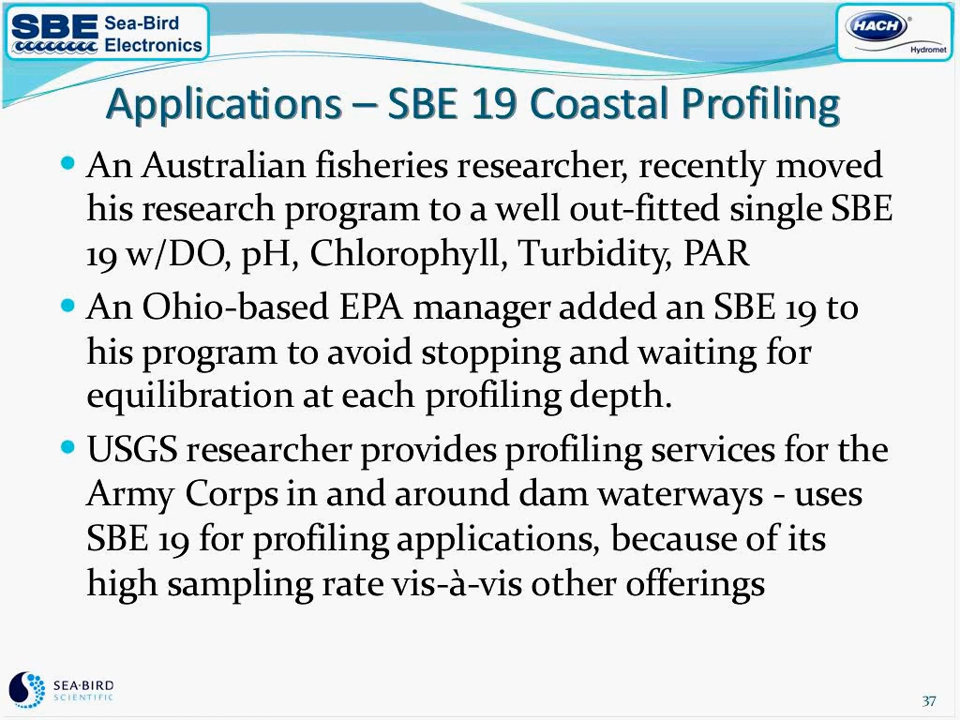 SBE Sea-Bird
Electronics
HACH®
Hydromet
Applications – SBE 19 Coastal Profiling
• An Australian fisheries researcher, recently moved
his research program to a well out-fitted single SBE
19 w/DO, pH, Chlorophyll, Turbidity, PAR
• An Ohio-based EPA manager added an SBE 19 to
his program to avoid stopping and waiting for
equilibration at each profiling depth.
• USGS researcher provides profiling services for the
Army Corps in and around dam waterways - uses
SBE 19 for profiling applications, because of its
high sampling rate vis-à-vis other offerings
SEA·BIRD
SCIENTIFIC
37